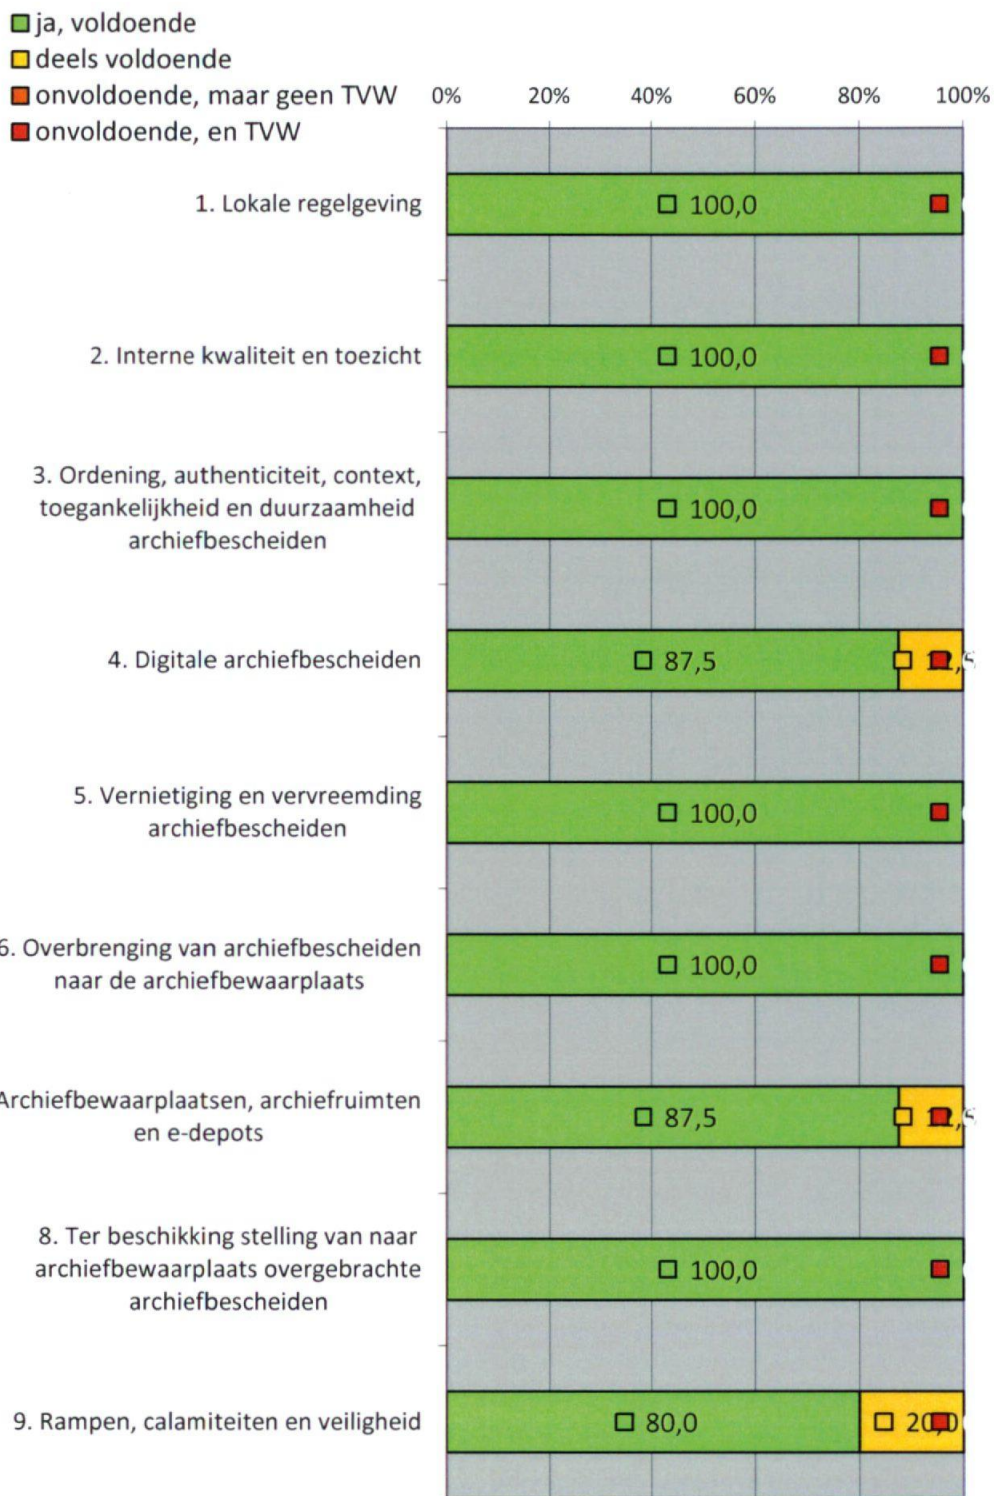 ja, voldoende
deels voldoende
onvoldoende, maar geen TVW
onvoldoende, en TVW
0% 20% 40% 60% 80% 100%
1. Lokale regelgeving
100,0
2. Interne kwaliteit en toezicht
100,0
3. Ordening, authenticiteit, context,
toegankelijkheid en duurzaamheid
archiefbescheiden
100,0
4. Digitale archiefbescheiden
87,5
5. Vernietiging en vervreemding
archiefbescheiden
100,0
6. Overbrenging van archiefbescheiden
naar de archiefbewaarplaats
100,0
Archiefbewaarplaatsen, archiefruimten
en e-depots
87,5
8. Ter beschikking stelling van naar
archiefbewaarplaats overgebrachte
archiefbescheiden
100,0
9. Rampen, calamiteiten en veiligheid
80,0 20,0